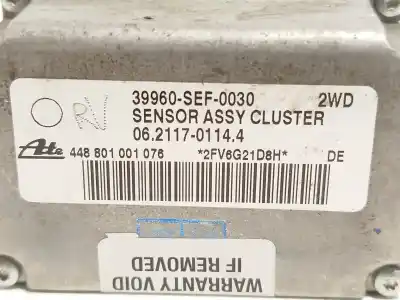 39960-SEF-0030 2WD
SENSOR ASSY CLUSTER
06.2117-0114.4
Ate 448 801 001 076 *2FV6G21D8H* DE
WARRANTY VOID
IF REMOVED